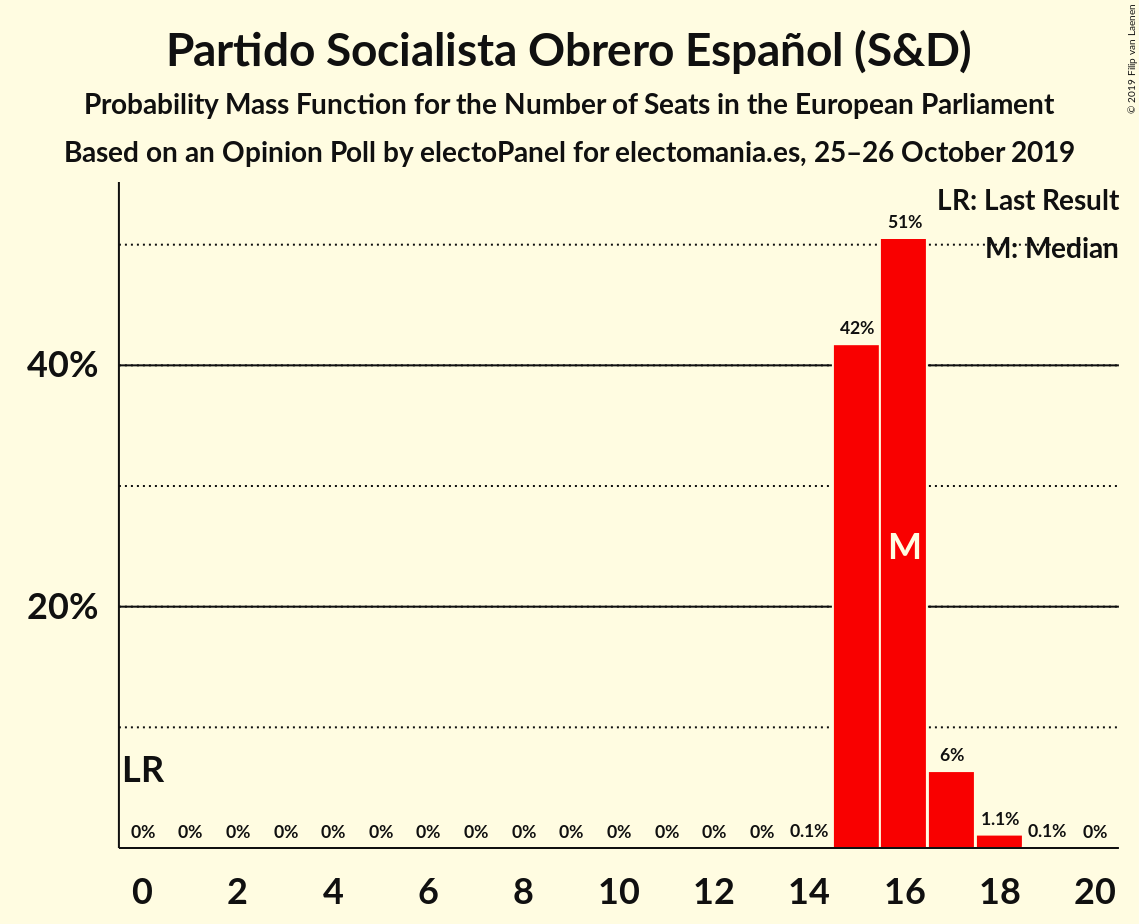 Partido Socialista Obrero Español (S&D)
Probability Mass Function for the Number of Seats in the European Parliament
Based on an Opinion Poll by electoPanel for electomania.es, 25–26 October 2019
© 2019 Filip van Laenen
LR: Last Result
M: Median
51%
42%
40%
M
20%
6%
LR
1.1%
0% 0% 0% 0% 0% 0% 0% 0% 0% 0% 0% 0% 0% 0% 0.1% 0.1% 0%
0 2 4 6 8 10 12 14 16 18 20